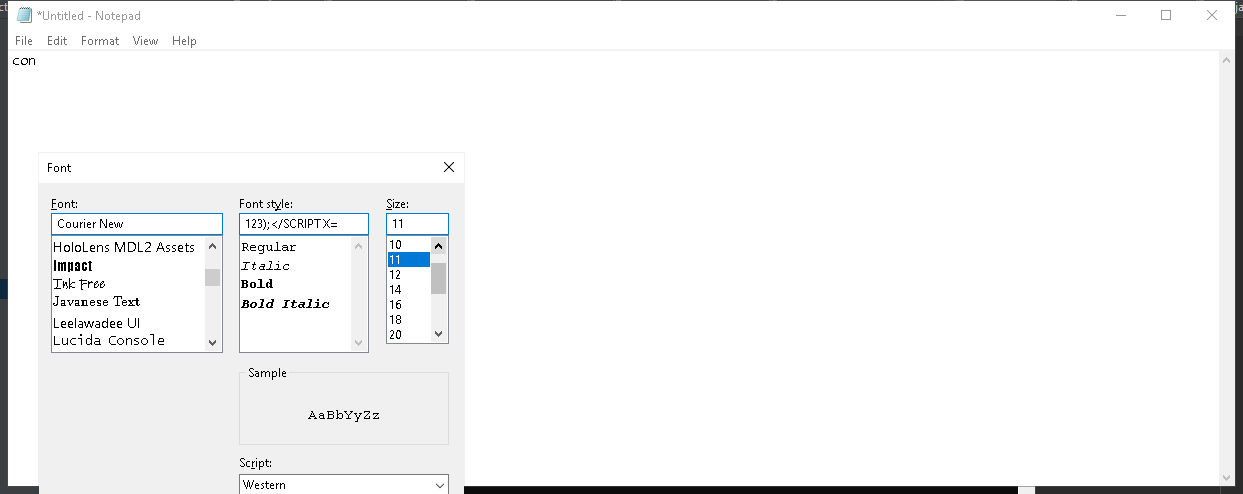 *Untitled - Notepad
File Edit Format View Help
con
Font
Font: Font style: Size:
Courier New 123);</SCRIPTX= 11
HoloLens MDL2 Assets Regular 10
Impact Italic 11
Ink Free Bold 12
Javanese Text Bold Italic 14
Leelawadee UI 16
Lucida Console 18
20
Sample
AaBbYyZz
Script:
Western